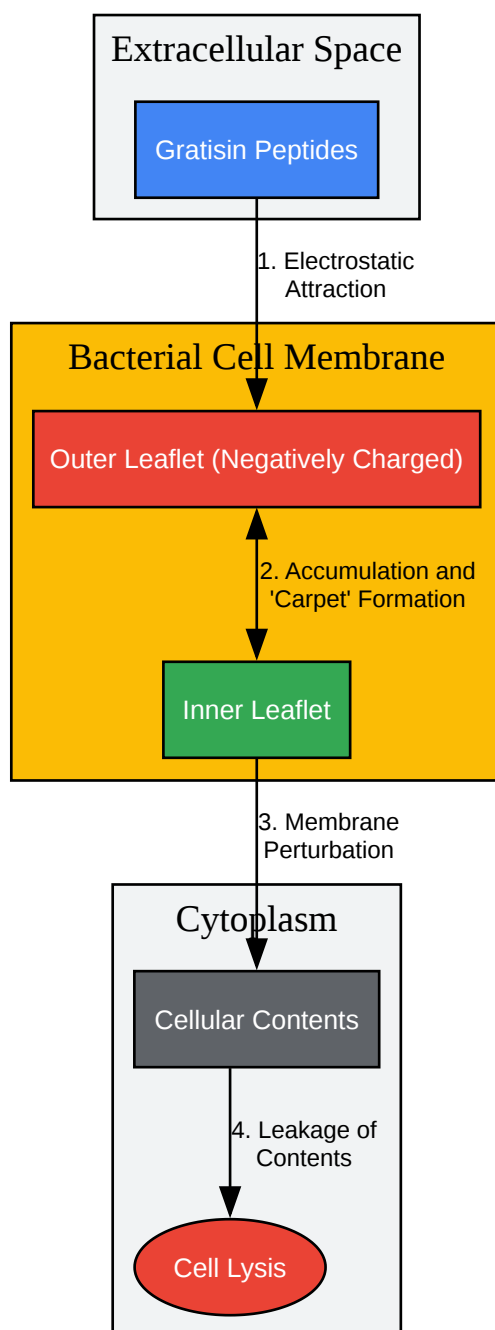 Extracellular Space
Gratisin Peptides
1. Electrostatic
Attraction
Bacterial Cell Membrane
Outer Leaflet (Negatively Charged)
2. Accumulation and
'Carpet' Formation
Inner Leaflet
3. Membrane
Perturbation
Cytoplasm
Cellular Contents
4. Leakage of
Contents
Cell Lysis